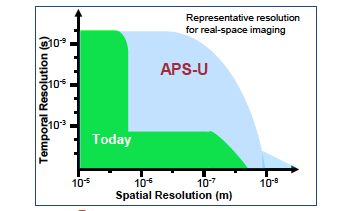 Representative resolution
for real-space imaging
Temporal Resolution (s)
10-9
10-6
10-3
APS-U
Today
10-5 10-6 10-7 10-8
Spatial Resolution (m)